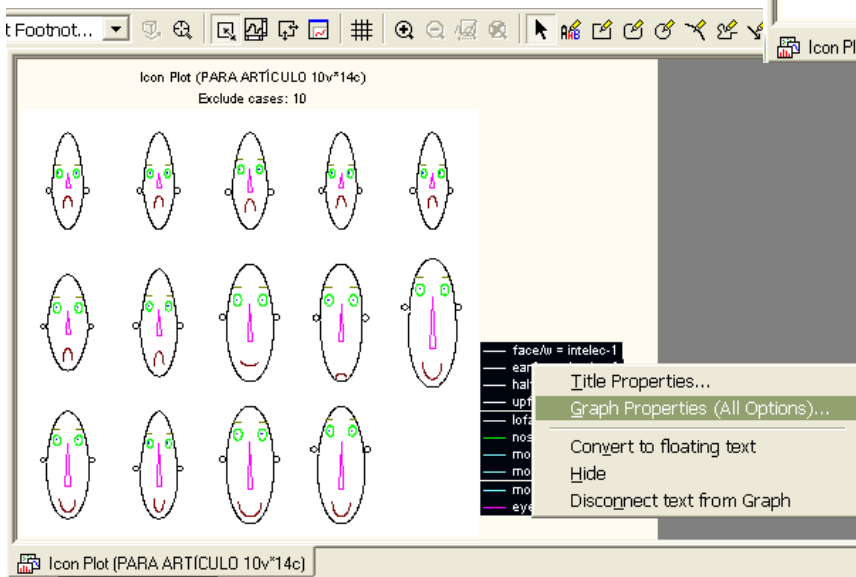 t Footnot...
Icon Pl
Icon Plot (PARA ARTÍCULO 10v*14c)
Exclude cases: 10
face/w = intelec-1
ear/
hal
upf
lofa
nos
mo
mo
mo
eye
Title Properties...
Graph Properties (All Options)...
Convert to floating text
Hide
Disconnect text from Graph
Icon Plot (PARA ARTÍCULO 10v*14c)